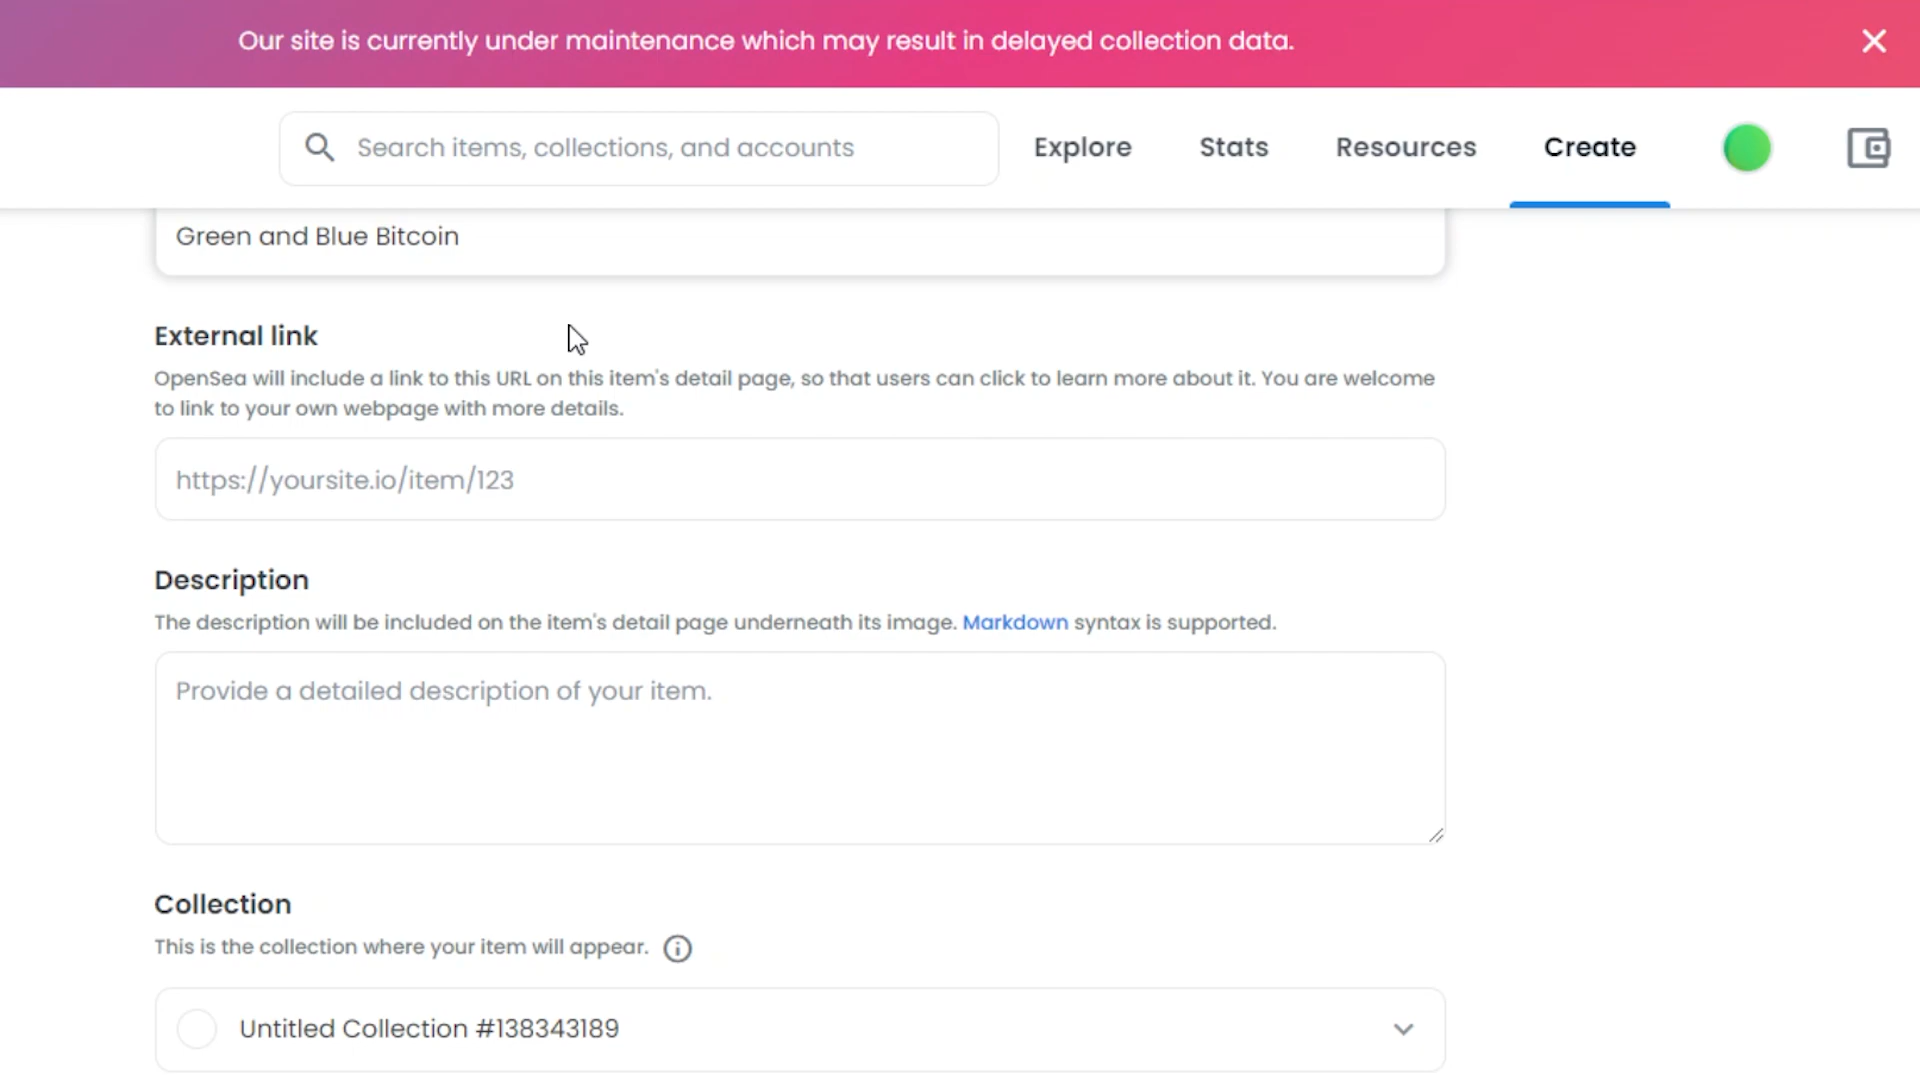 Our site is currently under maintenance which may result in delayed collection data.
Search items, collections, and accounts
Explore
Stats
Resources
Create
Green and Blue Bitcoin
External link
OpenSea will include a link to this URL on this item's detail page, so that users can click to learn more about it. You are welcome
to link to your own webpage with more details.
https://yoursite.io/item/123
Description
The description will be included on the item's detail page underneath its image. Markdown syntax is supported.
Provide a detailed description of your item.
Collection
This is the collection where your item will appear.
Untitled Collection #138343189